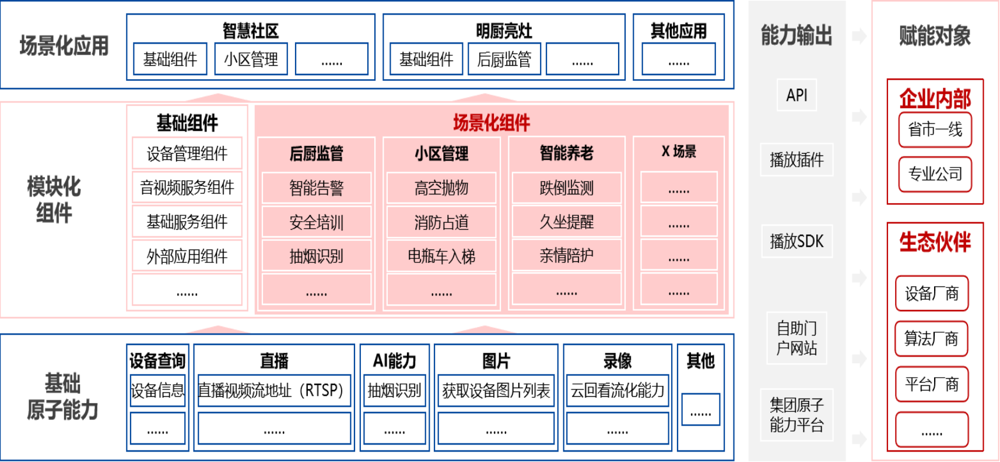 场景化应用
智慧社区
基础组件
小区管理
......
明厨亮灶
基础组件
后厨监管
......
其他应用
......
模块化
组件
基础组件
设备管理组件
音视频服务组件
基础服务组件
外部应用组件
......
场景化组件
后厨监管
智能告警
安全培训
抽烟识别
......
小区管理
高空抛物
消防占道
电瓶车入梯
......
智能养老
跌倒监测
久坐提醒
亲情陪护
......
X 场景
......
......
......
......
基础
原子能力
设备查询
设备信息
......
直播
直播视频流地址（RTSP）
......
AI能力
抽烟识别
......
图片
获取设备图片列表
......
录像
云回看流化能力
......
其他
......
能力输出
API
播放插件
播放SDK
自助门
户网站
集团原子
能力平台
赋能对象
企业内部
省市一线
专业公司
生态伙伴
设备厂商
算法厂商
平台厂商
......